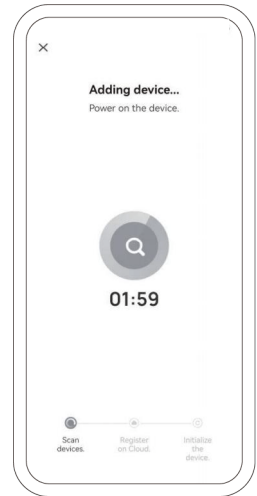 Adding device...
Power on the device.
01:59
Scan
devices.
Register
on Cloud.
Initialize
the
device.